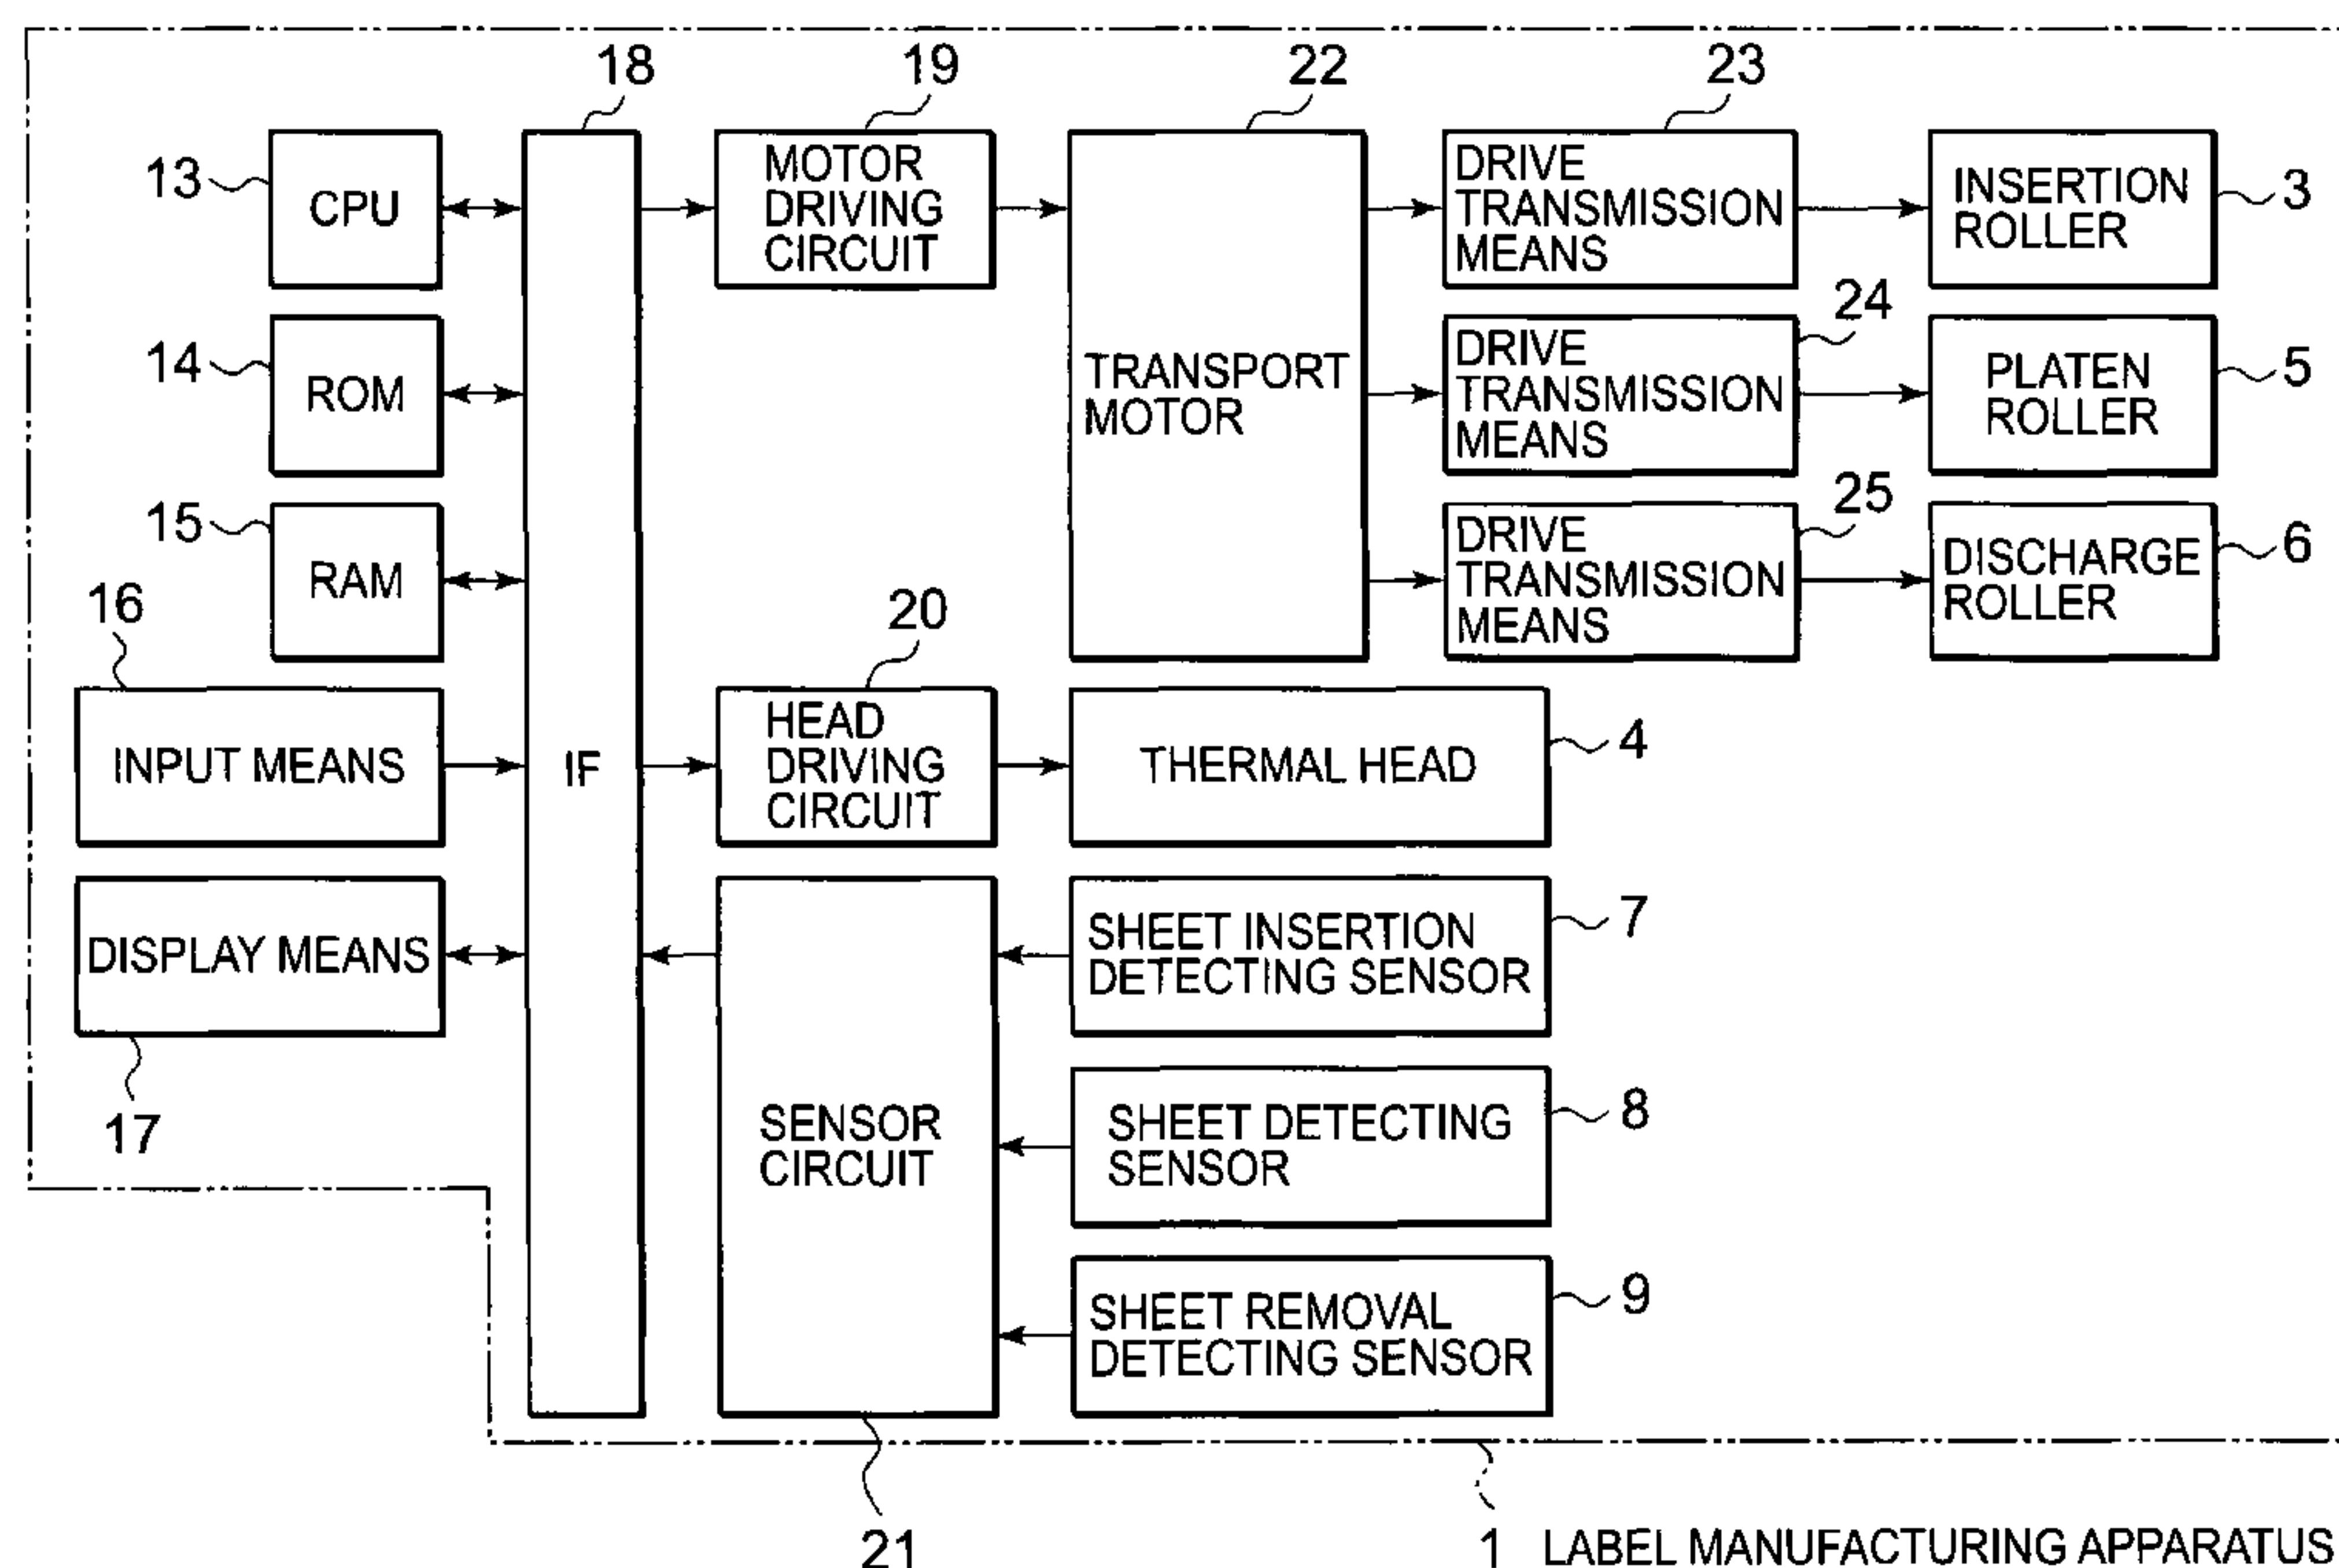 18
19
22
23
13
CPU
MOTOR
DRIVING
CIRCUIT
DRIVE
TRANSMISSION
MEANS
INSERTION
ROLLER
3
14
ROM
TRANSPORT
MOTOR
24
DRIVE
TRANSMISSION
MEANS
PLATEN
ROLLER
5
15
RAM
25
DRIVE
TRANSMISSION
MEANS
DISCHARGE
ROLLER
6
16
INPUT MEANS
IF
20
HEAD
DRIVING
CIRCUIT
THERMAL HEAD
4
DISPLAY MEANS
17
SENSOR
CIRCUIT
SHEET INSERTION
DETECTING SENSOR
7
SHEET DETECTING
SENSOR
8
SHEET REMOVAL
DETECTING SENSOR
9
21
1 LABEL MANUFACTURING APPARATUS